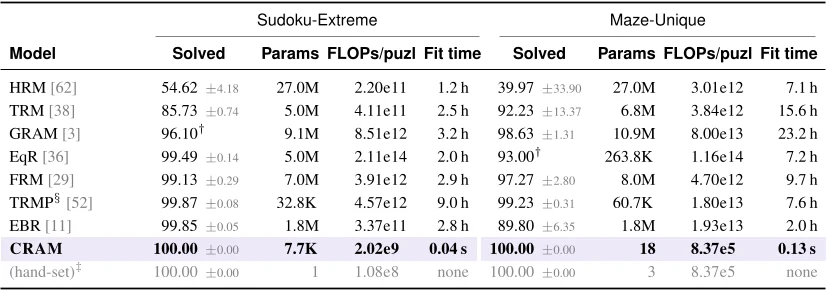 Sudoku-Extreme Maze-Unique
Model Solved Params FLOPs/puzl Fit time Solved Params FLOPs/puzl Fit time
HRM [62] 54.62 ±4.18 27.0M 2.20e11 1.2 h 39.97 ±33.90 27.0M 3.01e12 7.1 h
TRM [38] 85.73 ±0.74 5.0M 4.11e11 2.5 h 92.23 ±13.37 6.8M 3.84e12 15.6 h
GRAM [3] 96.10† 9.1M 8.51e12 3.2 h 98.63 ±1.31 10.9M 8.00e13 23.2 h
EqR [36] 99.49 ±0.14 5.0M 2.11e14 2.0 h 93.00† 263.8K 1.16e14 7.2 h
FRM [29] 99.13 ±0.29 7.0M 3.91e12 2.9 h 97.27 ±2.80 8.0M 4.70e12 9.7 h
TRMP§ [52] 99.87 ±0.08 32.8K 4.57e12 9.0 h 99.23 ±0.31 60.7K 1.80e13 7.6 h
EBR [11] 99.85 ±0.05 1.8M 3.37e11 2.8 h 89.80 ±6.35 1.8M 1.93e13 2.0 h
CRAM 100.00 ±0.00 7.7K 2.02e9 0.04 s 100.00 ±0.00 18 8.37e5 0.13 s
(hand-set)‡ 100.00 ±0.00 1 1.08e8 none 100.00 ±0.00 3 8.37e5 none